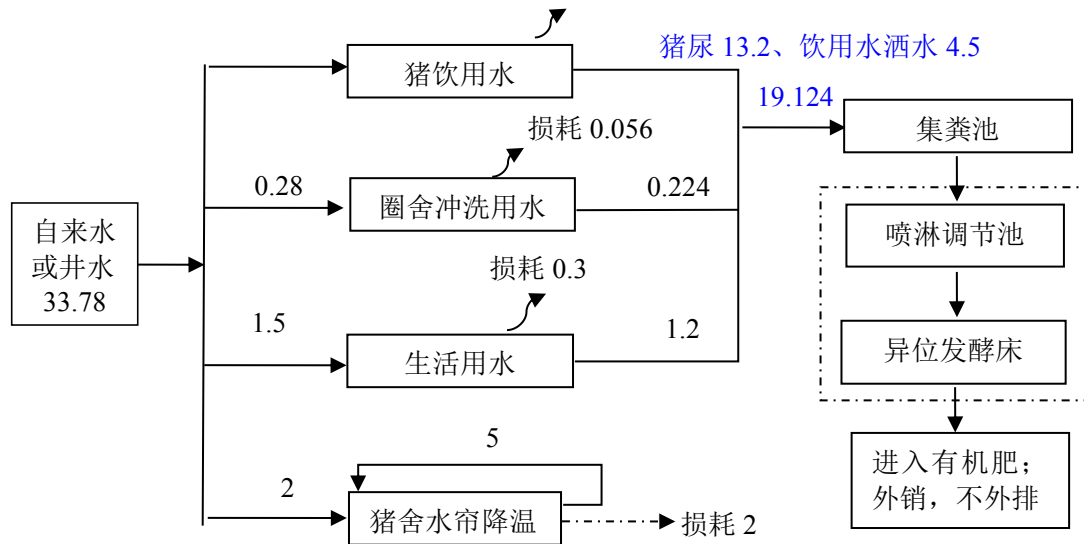 猪尿 13.2、饮用水洒水 4.5
猪饮用水
19.124
集粪池
损耗 0.056
0.28
圈舍冲洗用水
0.224
喷淋调节池
自来水
或井水
33.78
损耗 0.3
1.5
生活用水
1.2
异位发酵床
5
2
猪舍水帘降温
损耗 2
进入有机肥；
外销，不外排